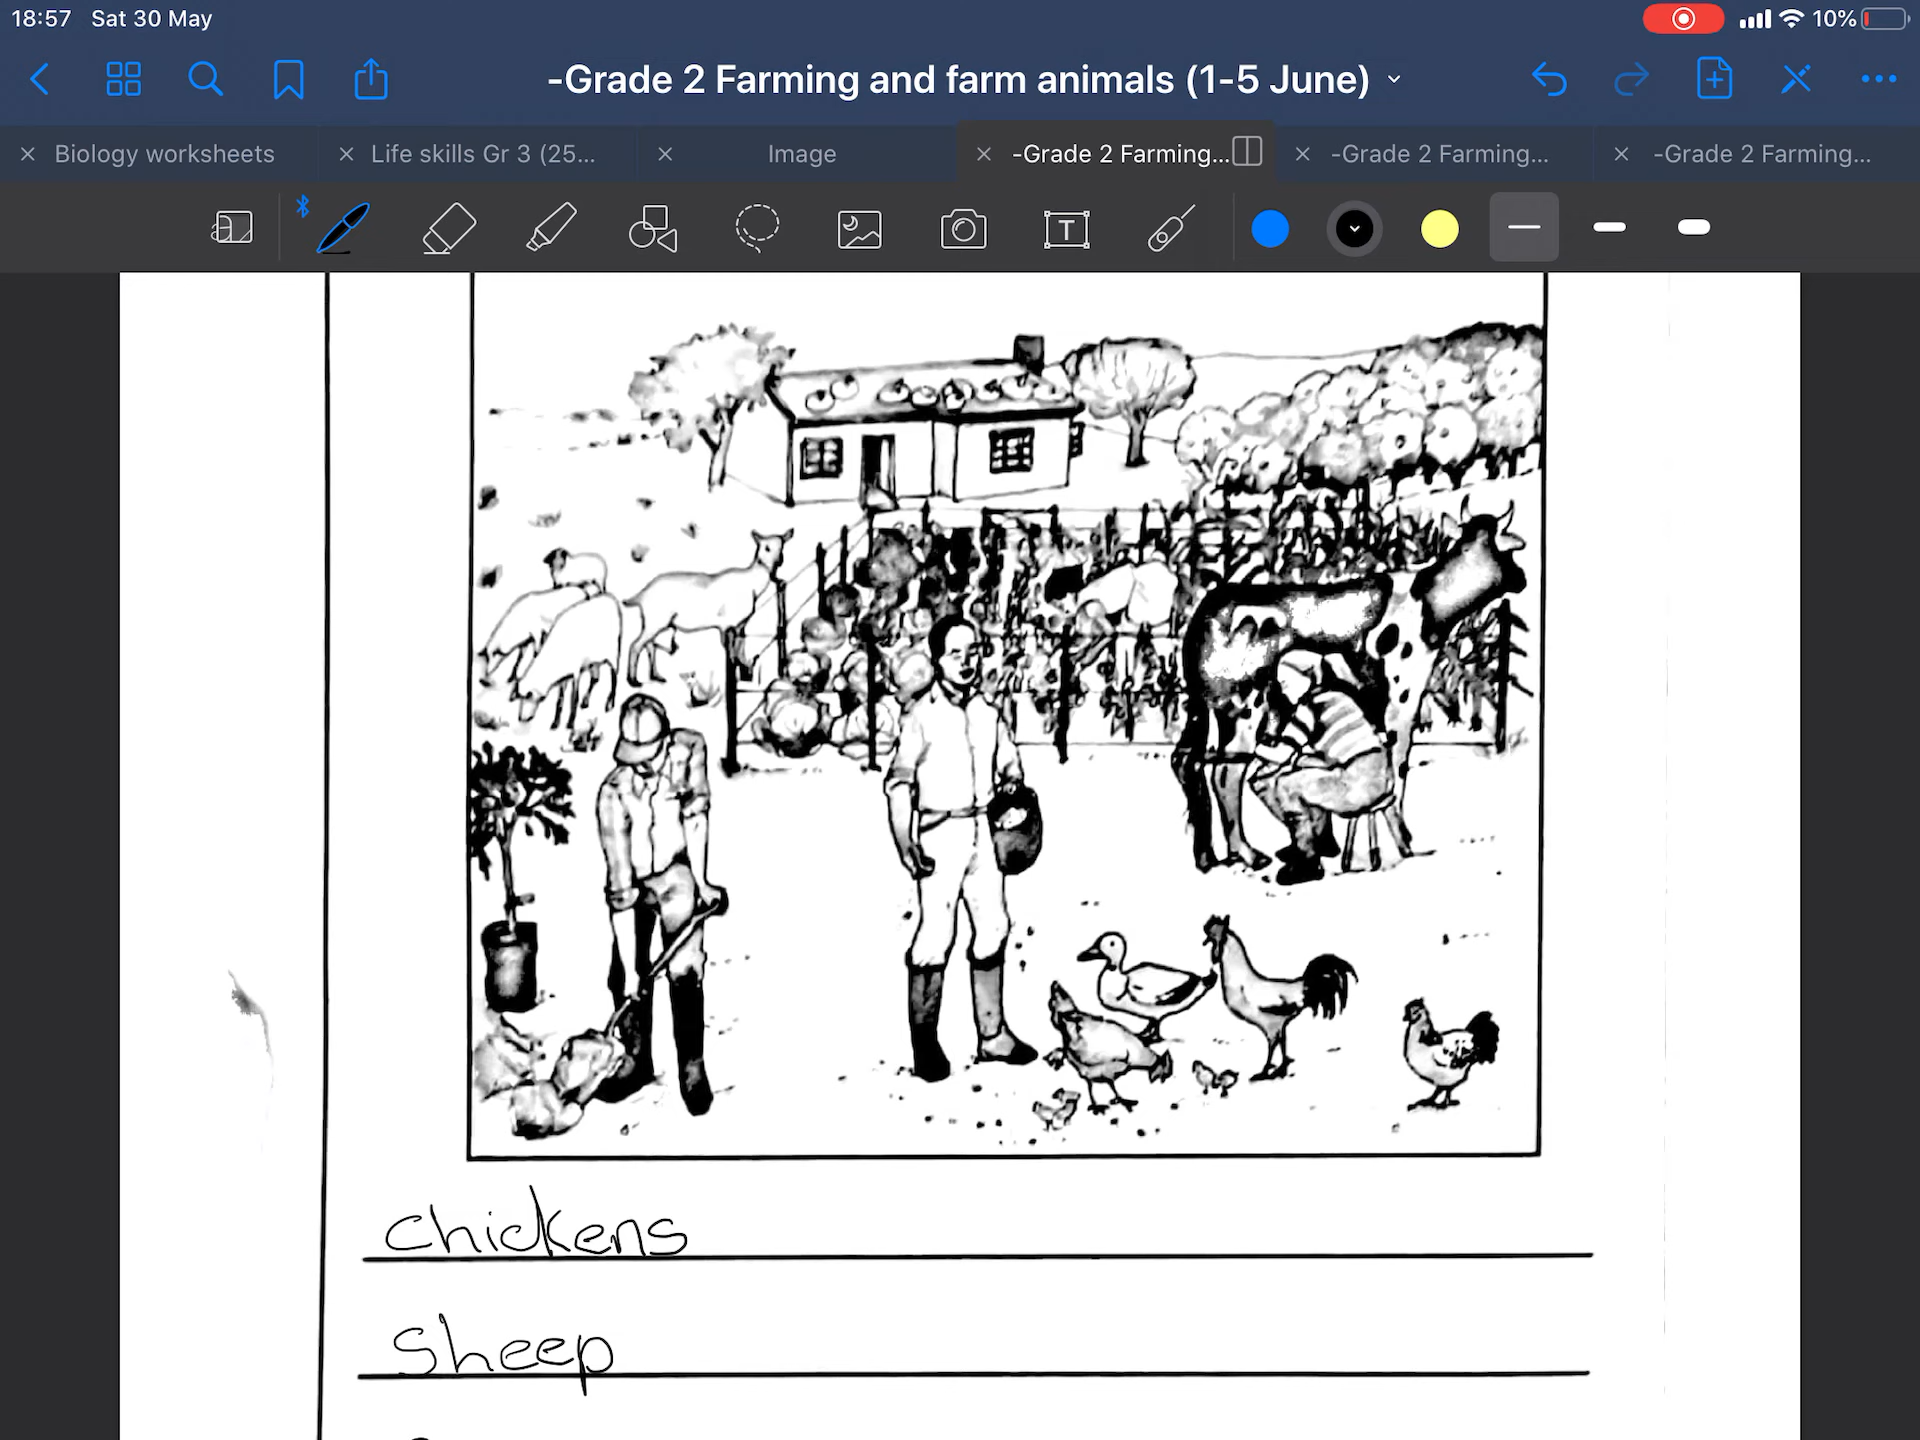 18:57 Sat 30 May 10%
-Grade 2 Farming and farm animals (1-5 June)
Biology worksheets Life skills Gr 3 (25... Image -Grade 2 Farming... -Grade 2 Farming... -Grade 2 Farming...
T
chickens
Sheep